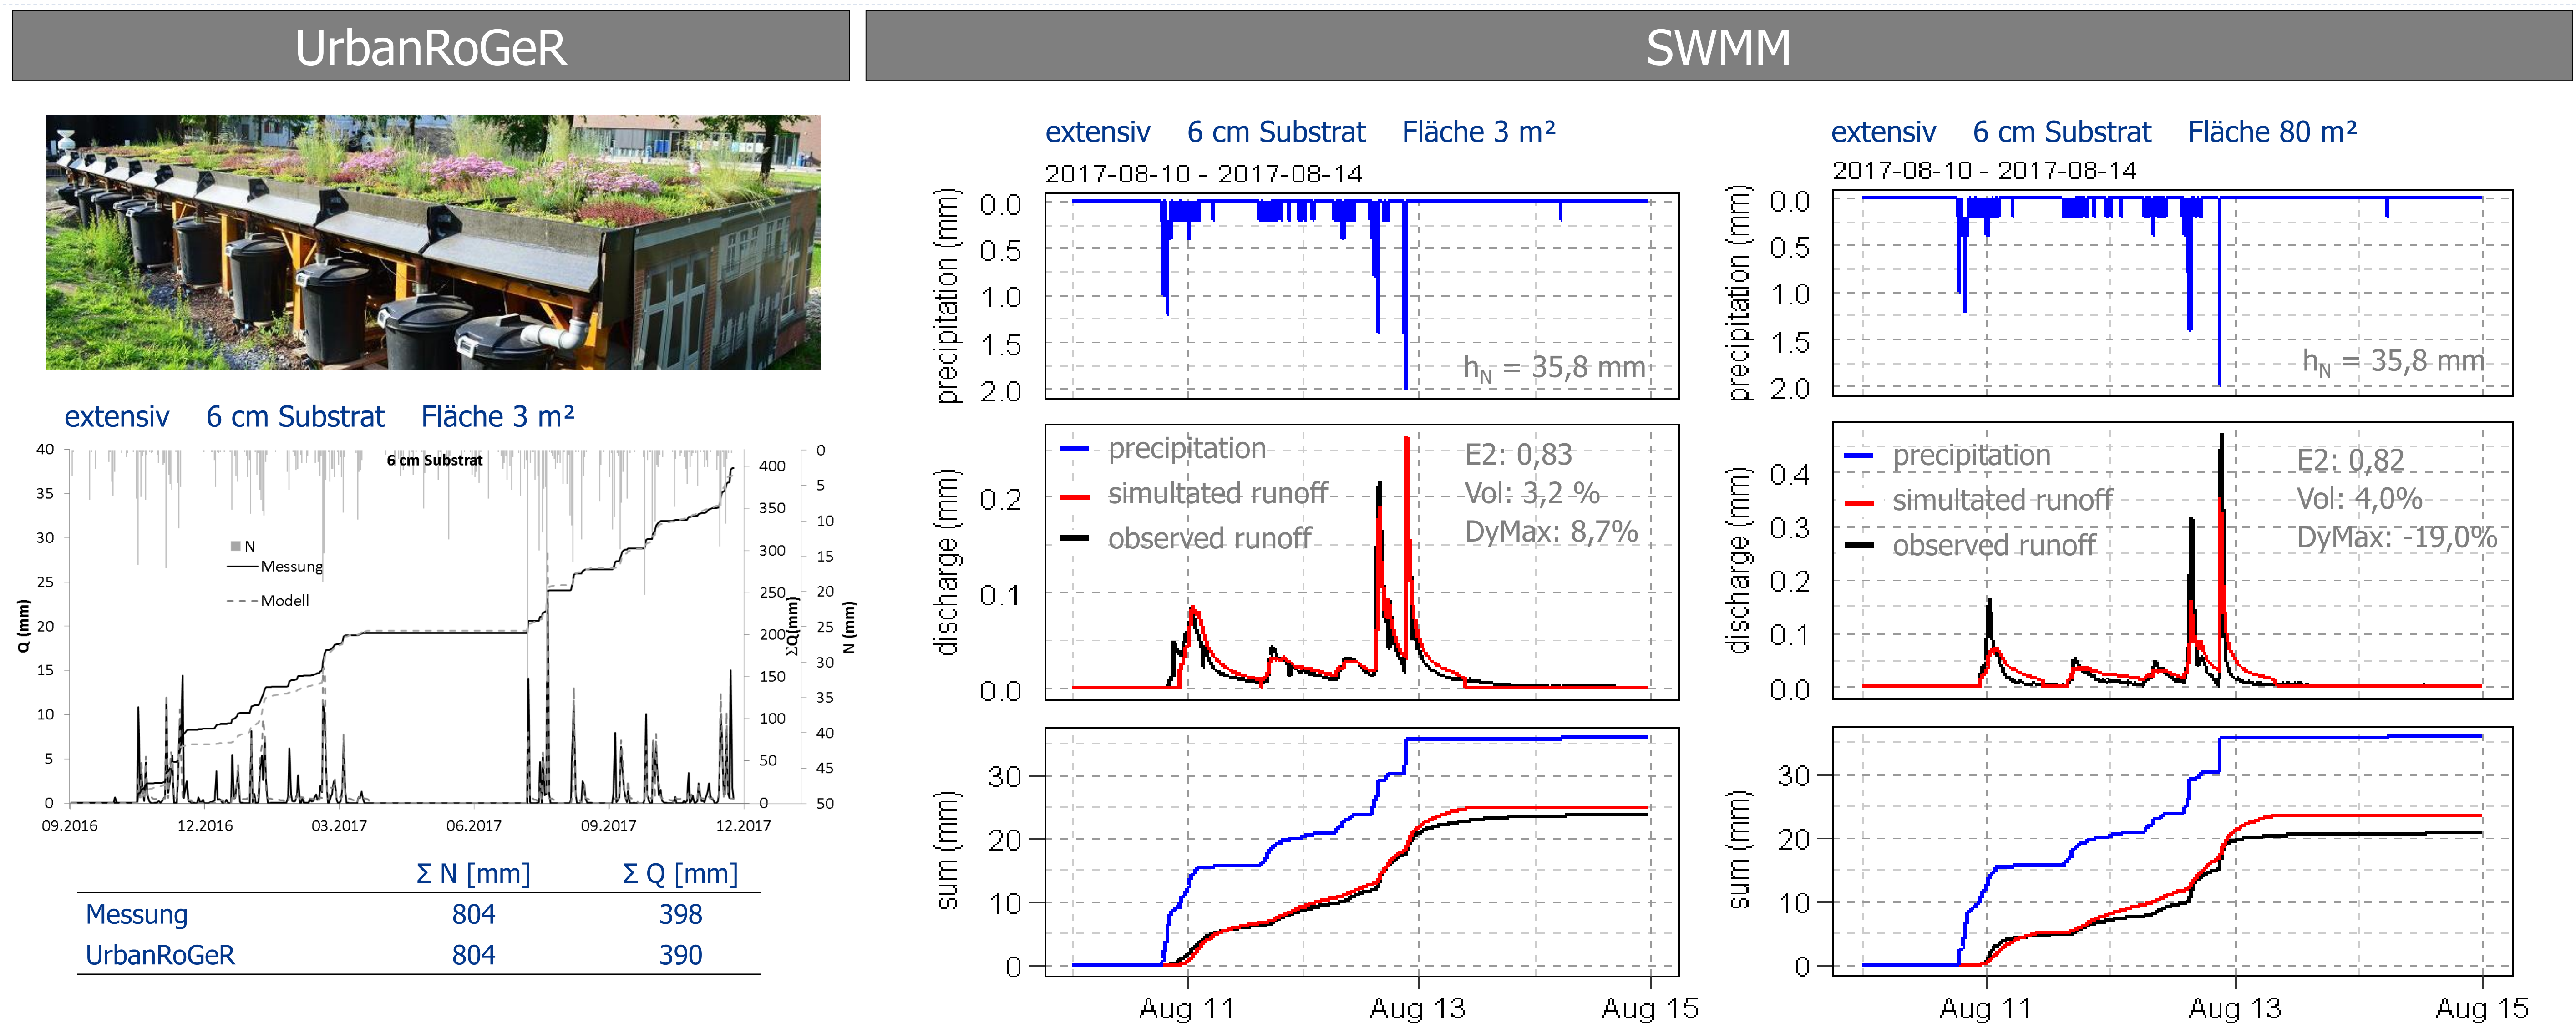 UrbanRoGeR
SWMM
extensiv 6 cm Substrat Fläche 3 m²
6 cm Substrat
N
Messung
Modell
Q (mm)
40
35
30
25
20
15
10
5
0
ΣQ(mm)
400
350
300
250
200
150
100
50
0
N (mm)
0
5
10
15
20
25
30
35
40
45
50
09.2016 12.2016 03.2017 06.2017 09.2017 12.2017
Σ N [mm] Σ Q [mm]
Messung 804 398
UrbanRoGeR 804 390
extensiv 6 cm Substrat Fläche 3 m²
2017-08-10 - 2017-08-14
precipitation (mm)
0.0
0.5
1.0
1.5
2.0
hN = 35,8 mm
discharge (mm)
0.2
0.1
0.0
precipitation
simultated runoff
observed runoff
E2: 0,83
Vol: 3,2 %
DyMax: 8,7%
sum (mm)
30
20
10
0
Aug 11 Aug 13 Aug 15
extensiv 6 cm Substrat Fläche 80 m²
2017-08-10 - 2017-08-14
precipitation (mm)
0.0
0.5
1.0
1.5
2.0
hN = 35,8 mm
discharge (mm)
0.4
0.3
0.2
0.1
0.0
precipitation
simultated runoff
observed runoff
E2: 0,82
Vol: 4,0%
DyMax: -19,0%
sum (mm)
30
20
10
0
Aug 11 Aug 13 Aug 15